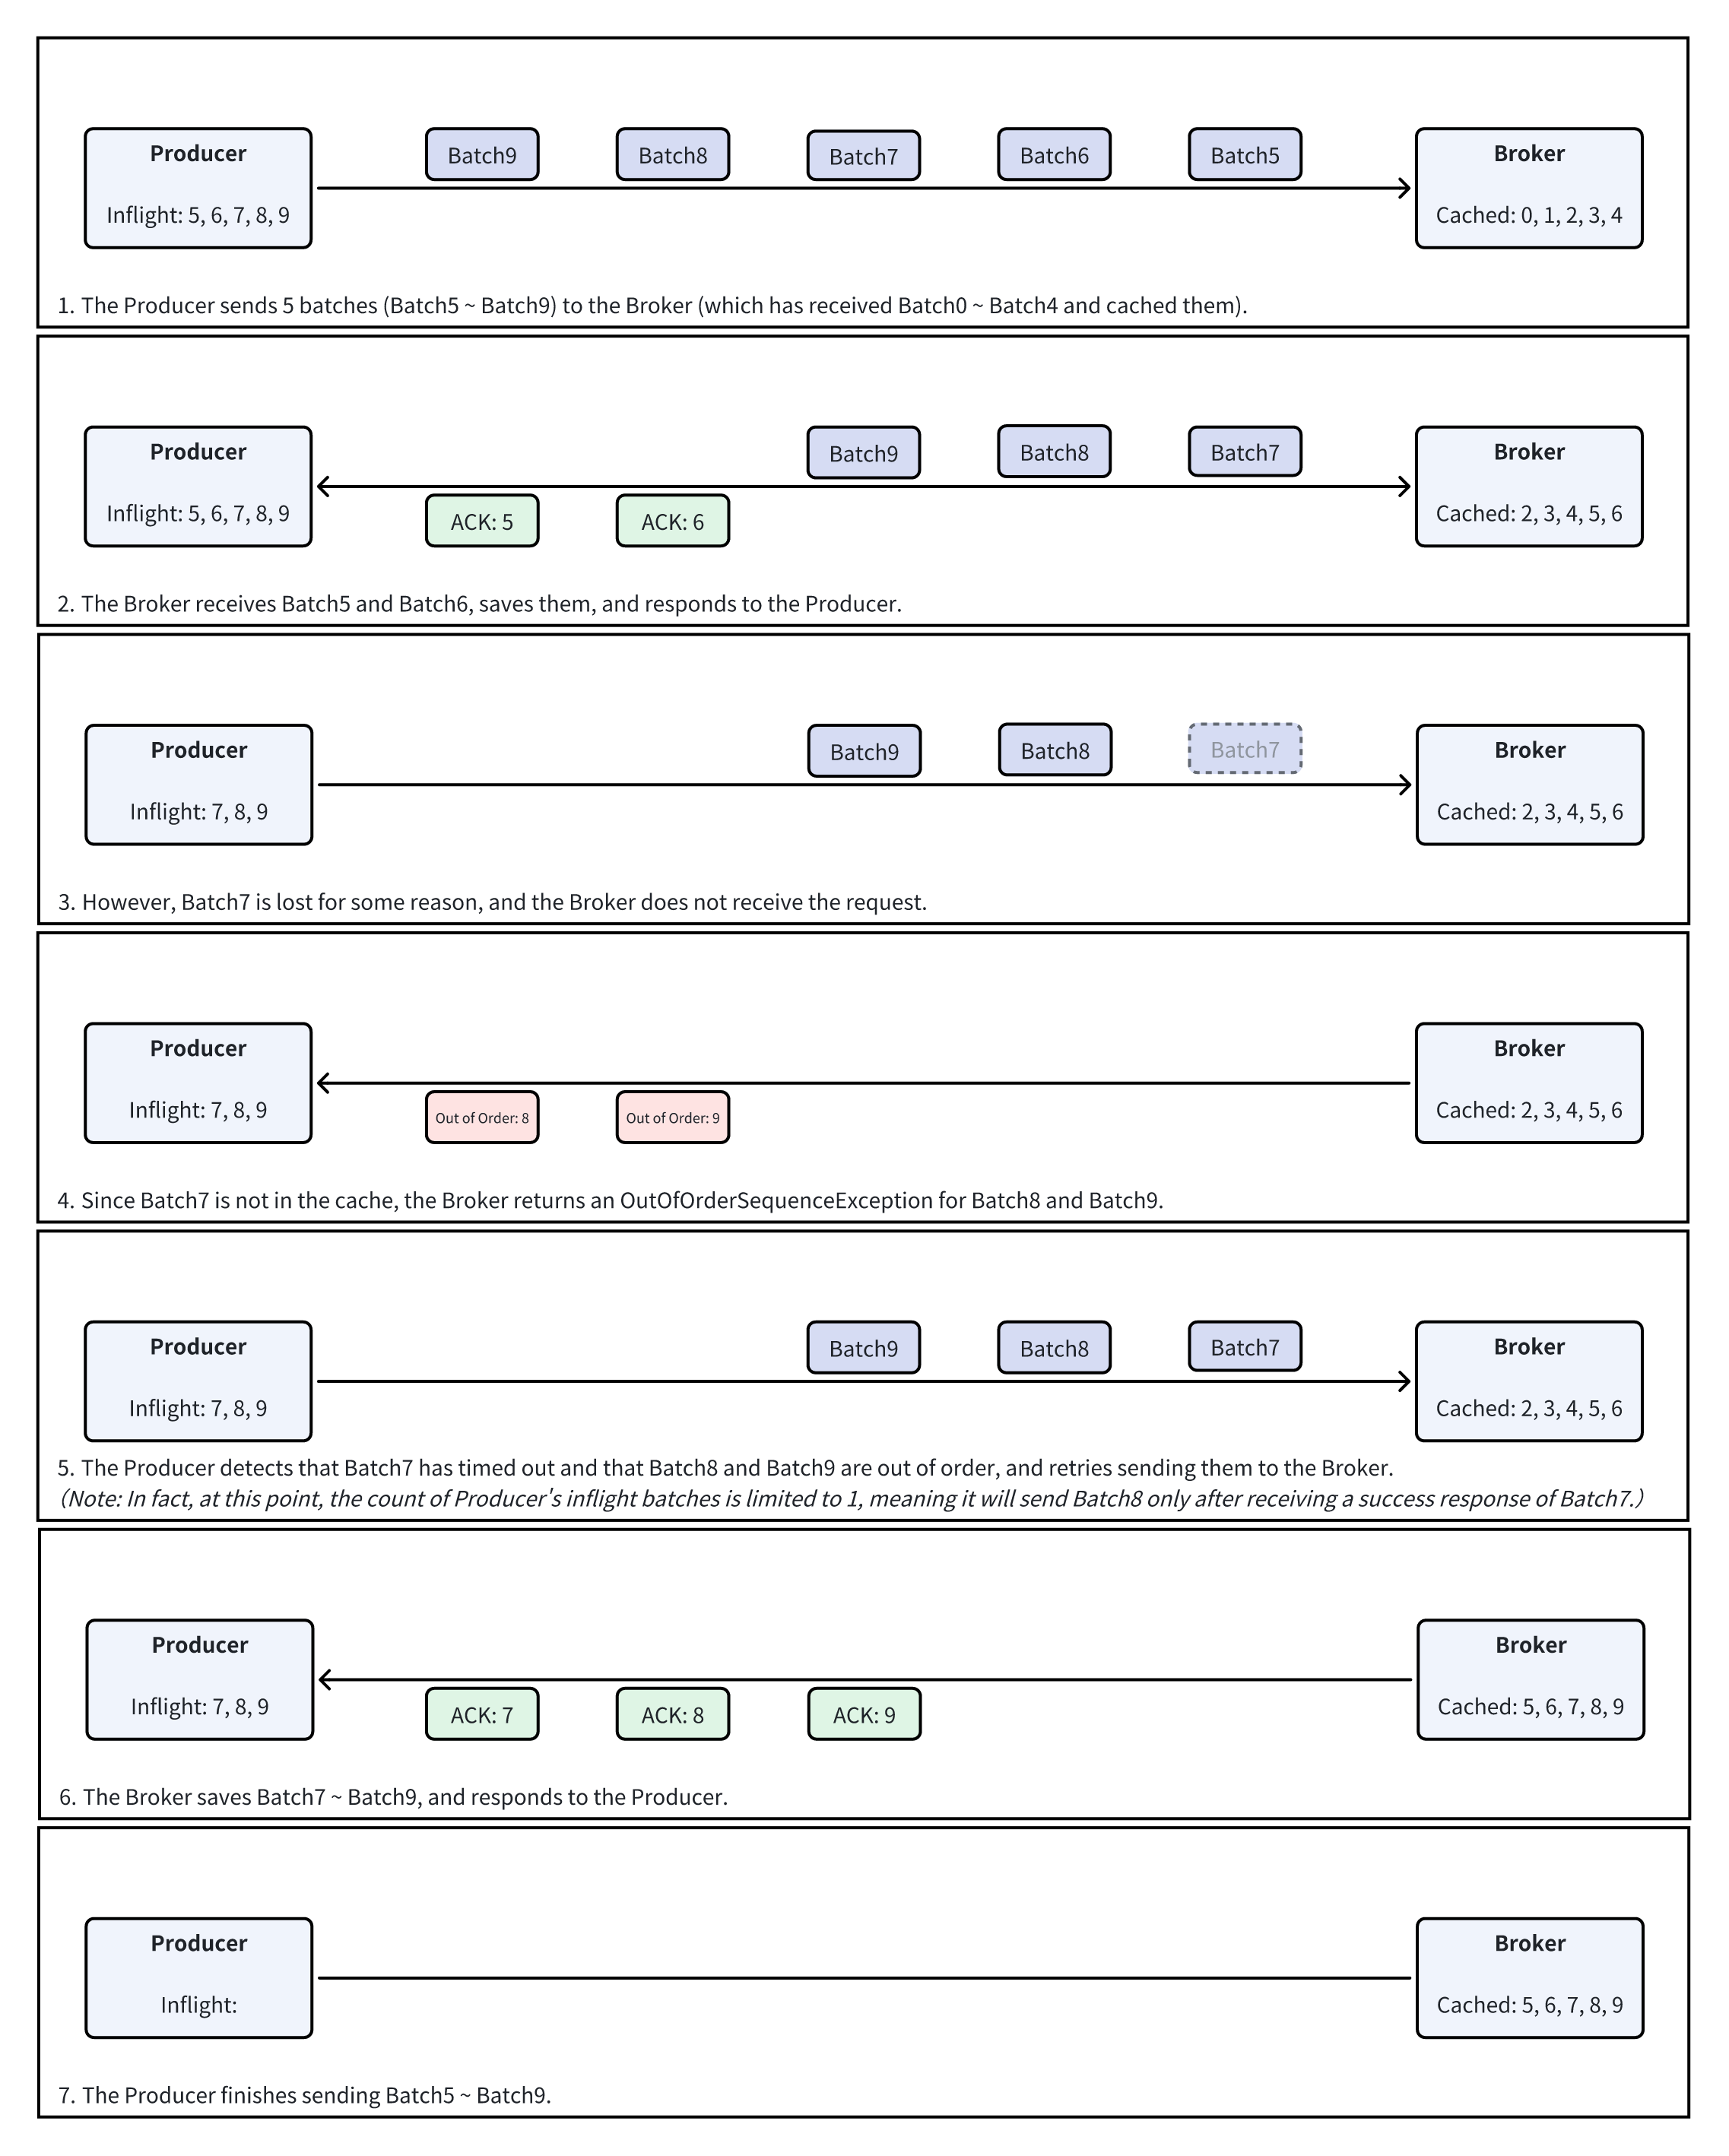 Producer
Batch9
Batch8
Batch7
Batch6
Batch5
Broker
Inflight: 5, 6, 7, 8, 9
Cached: 0, 1, 2, 3, 4
1. The Producer sends 5 batches (Batch5 ~ Batch9) to the Broker (which has received Batch0 ~ Batch4 and cached them).
Producer
Batch9
Batch8
Batch7
Broker
Inflight: 5, 6, 7, 8, 9
ACK: 5
ACK: 6
Cached: 2, 3, 4, 5, 6
2. The Broker receives Batch5 and Batch6, saves them, and responds to the Producer.
Producer
Batch9
Batch8
Batch7
Broker
Inflight: 7, 8, 9
Cached: 2, 3, 4, 5, 6
3. However, Batch7 is lost for some reason, and the Broker does not receive the request.
Producer
Broker
Inflight: 7, 8, 9
Out of Order: 8
Out of Order: 9
Cached: 2, 3, 4, 5, 6
4. Since Batch7 is not in the cache, the Broker returns an OutOfOrderSequenceException for Batch8 and Batch9.
Producer
Batch9
Batch8
Batch7
Broker
Inflight: 7, 8, 9
Cached: 2, 3, 4, 5, 6
5. The Producer detects that Batch7 has timed out and that Batch8 and Batch9 are out of order, and retries sending them to the Broker.
(Note: In fact, at this point, the count of Producer's inflight batches is limited to 1, meaning it will send Batch8 only after receiving a success response of Batch7.)
Producer
Broker
Inflight: 7, 8, 9
ACK: 7
ACK: 8
ACK: 9
Cached: 5, 6, 7, 8, 9
6. The Broker saves Batch7 ~ Batch9, and responds to the Producer.
Producer
Broker
Inflight:
Cached: 5, 6, 7, 8, 9
7. The Producer finishes sending Batch5 ~ Batch9.